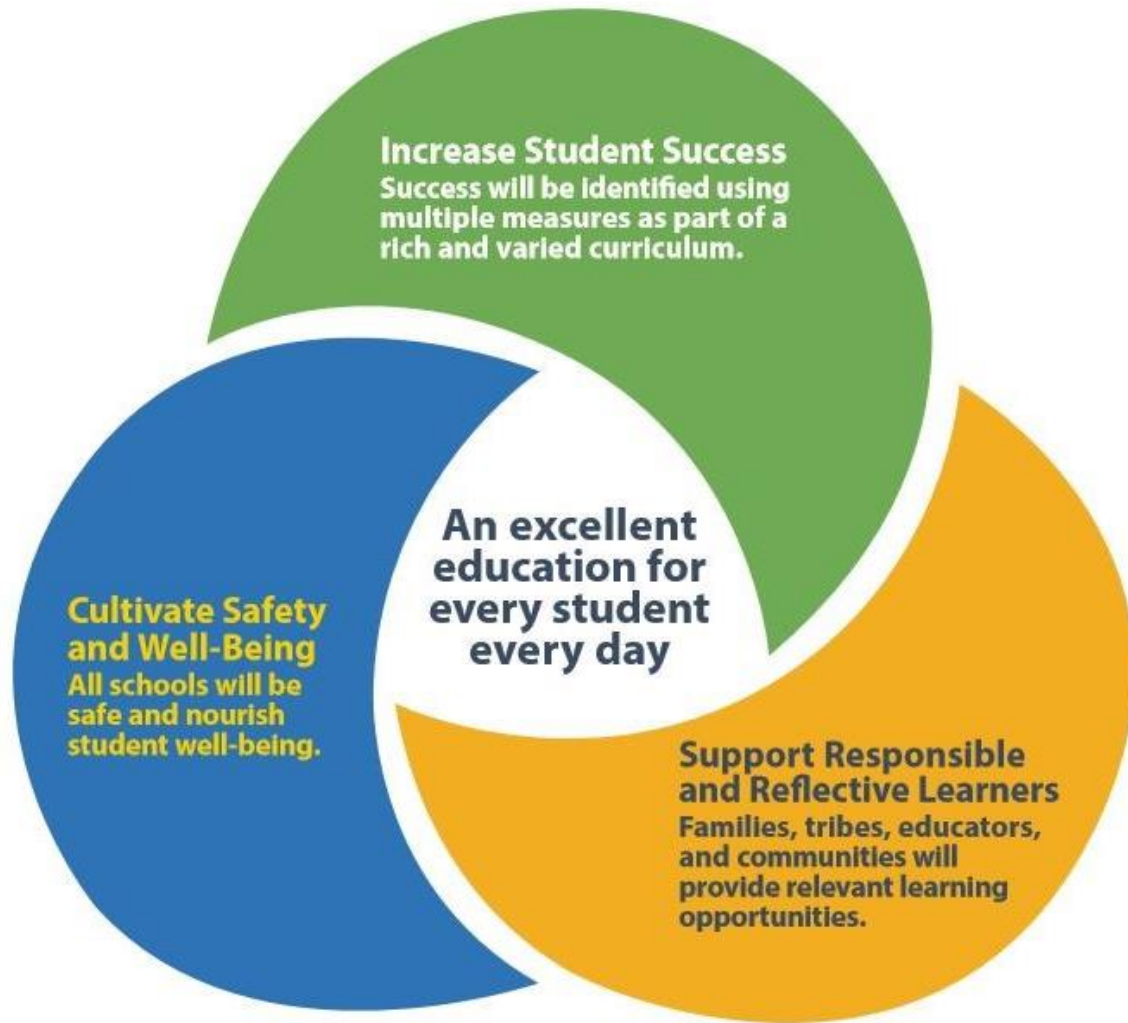 Increase Student Success
Success will be identified using
multiple measures as part of a
rich and varied curriculum.
An excellent
education for
every student
every day
Cultivate Safety
and Well-Being
All schools will be
safe and nourish
student well-being.
Support Responsible
and Reflective Learners
Families, tribes, educators,
and communities will
provide relevant learning
opportunities.